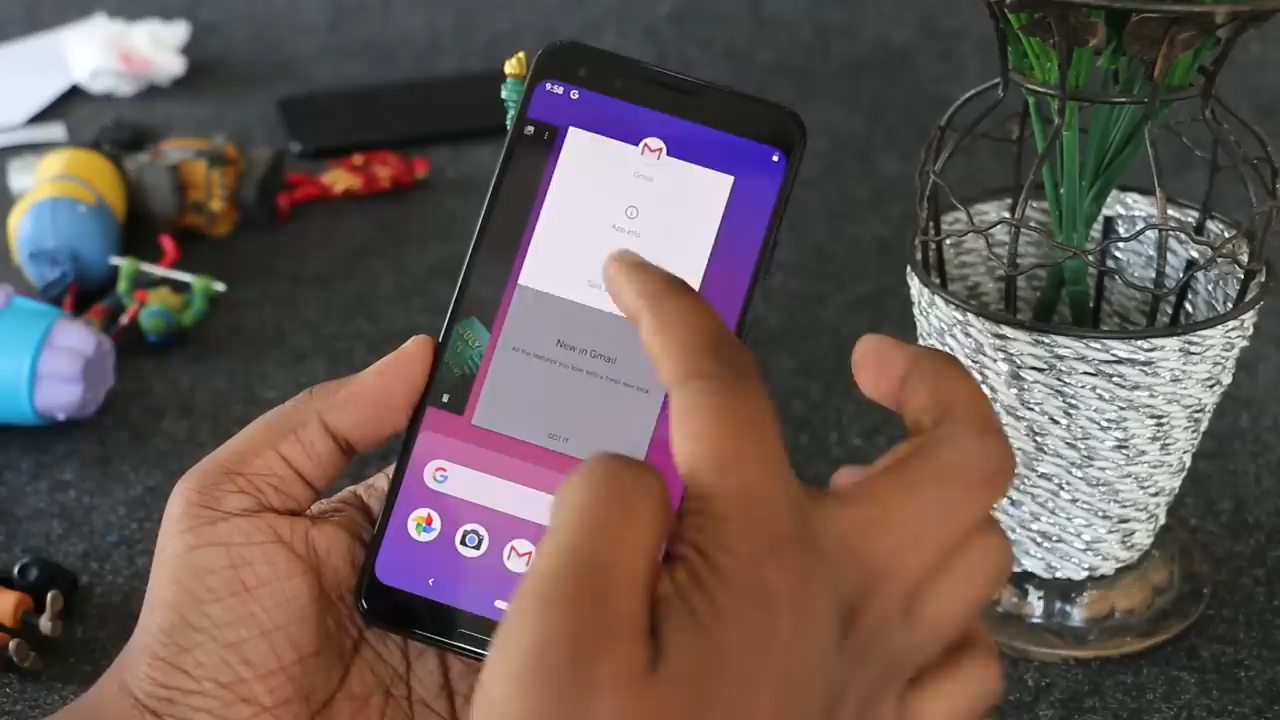 9:58 G
Gmail
App info
New in Gmail
All the features you love with a fresh new look
GOT IT
G
JULY